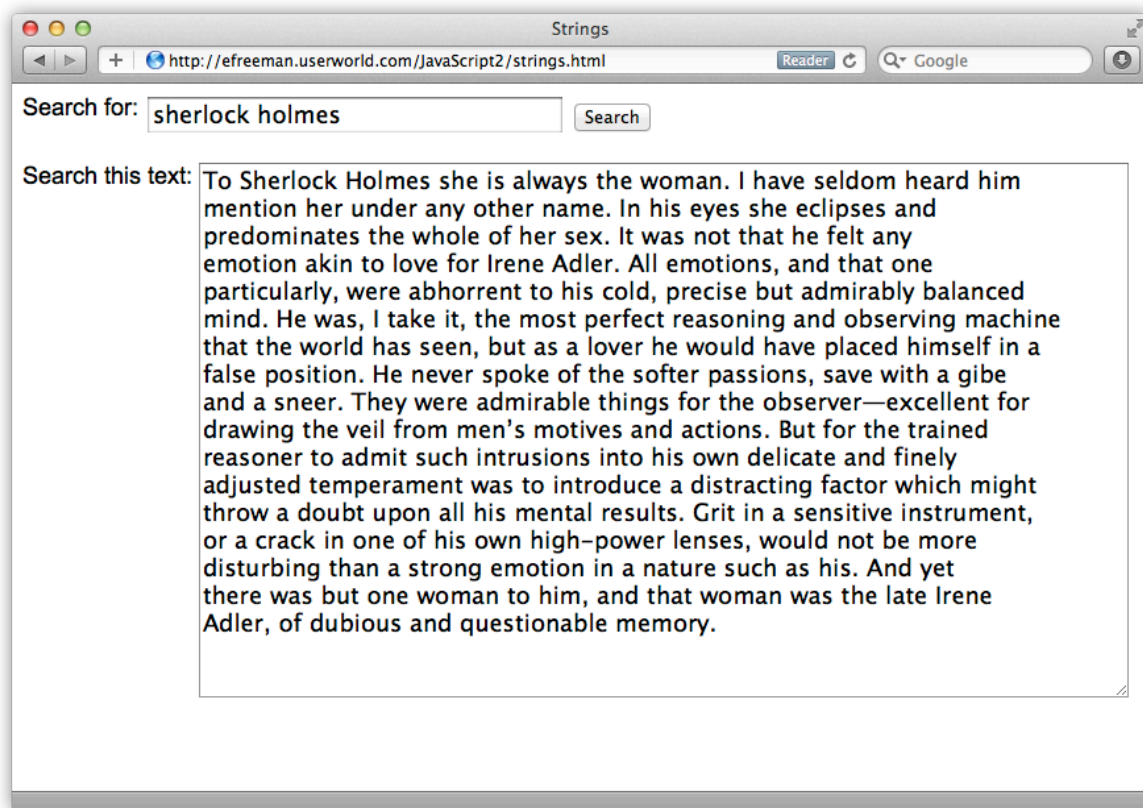 Strings
+ http://efreeman.userworld.com/JavaScript2/strings.html Reader Google
Search for: sherlock holmes Search
Search this text: To Sherlock Holmes she is always the woman. I have seldom heard him
mention her under any other name. In his eyes she eclipses and
predominates the whole of her sex. It was not that he felt any
emotion akin to love for Irene Adler. All emotions, and that one
particularly, were abhorrent to his cold, precise but admirably balanced
mind. He was, I take it, the most perfect reasoning and observing machine
that the world has seen, but as a lover he would have placed himself in a
false position. He never spoke of the softer passions, save with a gibe
and a sneer. They were admirable things for the observer—excellent for
drawing the veil from men’s motives and actions. But for the trained
reasoner to admit such intrusions into his own delicate and finely
adjusted temperament was to introduce a distracting factor which might
throw a doubt upon all his mental results. Grit in a sensitive instrument,
or a crack in one of his own high-power lenses, would not be more
disturbing than a strong emotion in a nature such as his. And yet
there was but one woman to him, and that woman was the late Irene
Adler, of dubious and questionable memory.